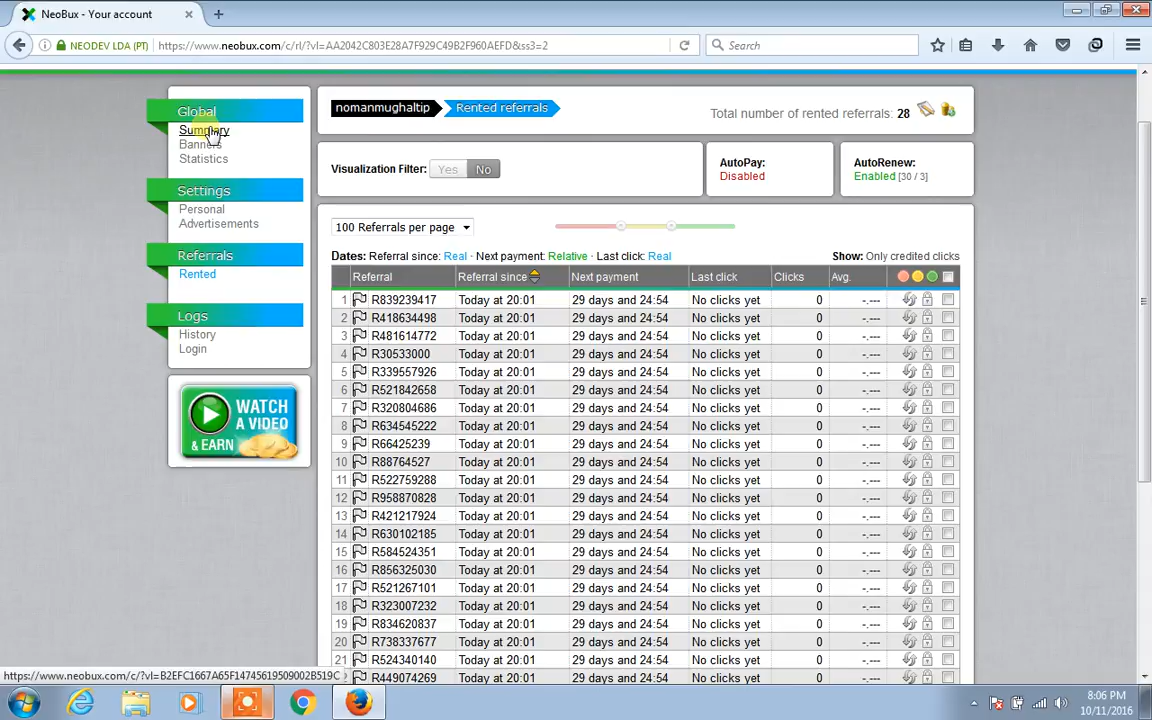 NeoBux - Your account
NEODEV LDA (PT)
https://www.neobux.com/c/rl/?vl=AA2042C803E28A7F929C49B2F960AEFD&ss3=2
Search
Global
Summary
Banners
Statistics
Settings
Personal
Advertisements
Referrals
Rented
Logs
History
Login
WATCH
A VIDEO
& EARN
nomanmughaltip Rented referrals
Total number of rented referrals: 28
Visualization Filter: Yes No
AutoPay:
Disabled
AutoRenew:
Enabled [30 / 3]
100 Referrals per page
Dates: Referral since: Real · Next payment: Relative · Last click: Real
Show: Only credited clicks
Referral Referral since Next payment Last click Clicks Avg.
1 R839239417 Today at 20:01 29 days and 24:54 No clicks yet 0 -.---
2 R418634498 Today at 20:01 29 days and 24:54 No clicks yet 0 -.---
3 R481614772 Today at 20:01 29 days and 24:54 No clicks yet 0 -.---
4 R30533000 Today at 20:01 29 days and 24:54 No clicks yet 0 -.---
5 R339557926 Today at 20:01 29 days and 24:54 No clicks yet 0 -.---
6 R521842658 Today at 20:01 29 days and 24:54 No clicks yet 0 -.---
7 R320804686 Today at 20:01 29 days and 24:54 No clicks yet 0 -.---
8 R634545222 Today at 20:01 29 days and 24:54 No clicks yet 0 -.---
9 R66425239 Today at 20:01 29 days and 24:54 No clicks yet 0 -.---
10 R88764527 Today at 20:01 29 days and 24:54 No clicks yet 0 -.---
11 R522759288 Today at 20:01 29 days and 24:54 No clicks yet 0 -.---
12 R958870828 Today at 20:01 29 days and 24:54 No clicks yet 0 -.---
13 R421217924 Today at 20:01 29 days and 24:54 No clicks yet 0 -.---
14 R630102185 Today at 20:01 29 days and 24:54 No clicks yet 0 -.---
15 R584524351 Today at 20:01 29 days and 24:54 No clicks yet 0 -.---
16 R856325030 Today at 20:01 29 days and 24:54 No clicks yet 0 -.---
17 R521267101 Today at 20:01 29 days and 24:54 No clicks yet 0 -.---
18 R323007232 Today at 20:01 29 days and 24:54 No clicks yet 0 -.---
19 R834620837 Today at 20:01 29 days and 24:54 No clicks yet 0 -.---
20 R738337677 Today at 20:01 29 days and 24:54 No clicks yet 0 -.---
21 R524340140 Today at 20:01 29 days and 24:54 No clicks yet 0 -.---
R449074269 Today at 20:01 29 days and 24:54 No clicks yet 0 -.---
https://www.neobux.com/c/?vl=B2EFC1667A65F14745619509002B519C
8:06 PM
10/11/2016